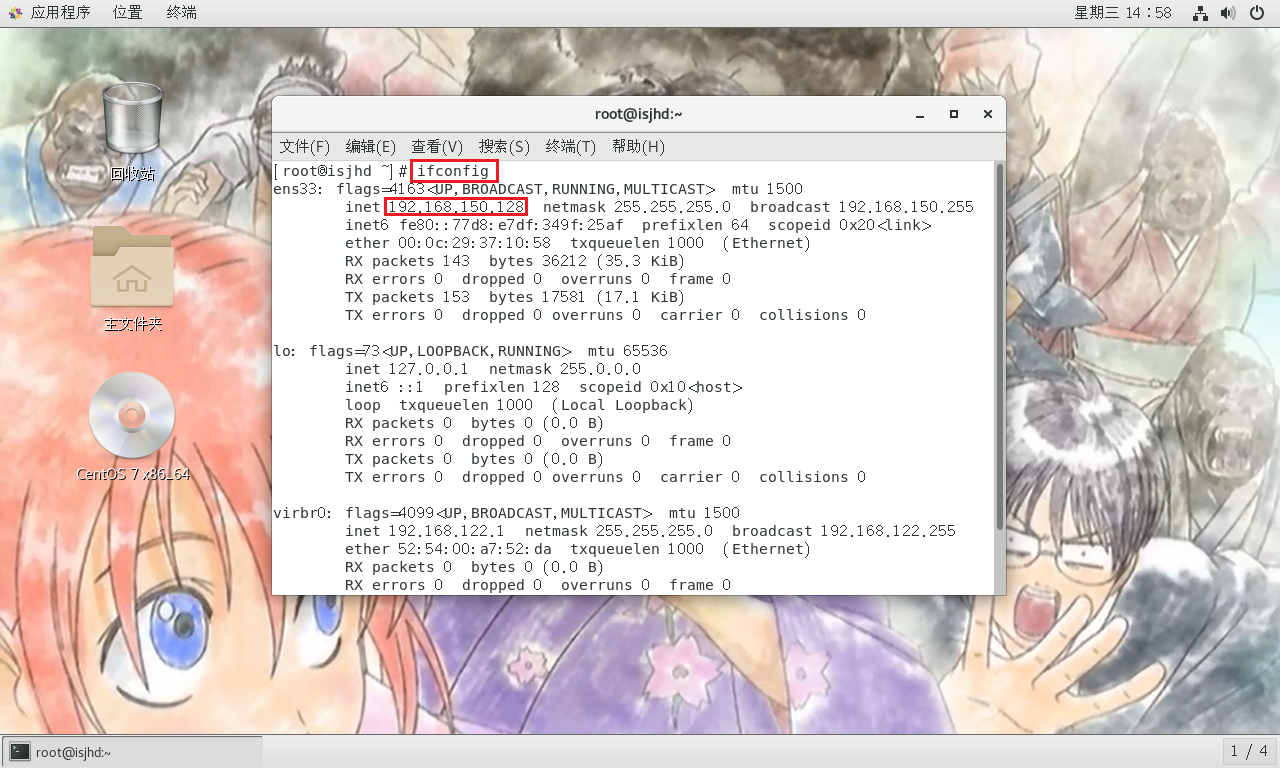 应用程序 位置 终端 星期三 14：58
回收站
主文件夹
CentOS 7 x86_64
root@isjhd:~
文件(F) 编辑(E) 查看(V) 搜索(S) 终端(T) 帮助(H)
[root@isjhd ~]# ifconfig
ens33: flags=4163<UP,BROADCAST,RUNNING,MULTICAST>  mtu 1500
        inet 192.168.150.128  netmask 255.255.255.0  broadcast 192.168.150.255
        inet6 fe80::77d8:e7df:349f:25af  prefixlen 64  scopeid 0x20<link>
        ether 00:0c:29:37:10:58  txqueuelen 1000  (Ethernet)
        RX packets 143  bytes 36212 (35.3 KiB)
        RX errors 0  dropped 0  overruns 0  frame 0
        TX packets 153  bytes 17581 (17.1 KiB)
        TX errors 0  dropped 0 overruns 0  carrier 0  collisions 0
lo: flags=73<UP,LOOPBACK,RUNNING>  mtu 65536
        inet 127.0.0.1  netmask 255.0.0.0
        inet6 ::1  prefixlen 128  scopeid 0x10<host>
        loop  txqueuelen 1000  (Local Loopback)
        RX packets 0  bytes 0 (0.0 B)
        RX errors 0  dropped 0  overruns 0  frame 0
        TX packets 0  bytes 0 (0.0 B)
        TX errors 0  dropped 0 overruns 0  carrier 0  collisions 0
virbr0: flags=4099<UP,BROADCAST,MULTICAST>  mtu 1500
        inet 192.168.122.1  netmask 255.255.255.0  broadcast 192.168.122.255
        ether 52:54:00:a7:52:da  txqueuelen 1000  (Ethernet)
        RX packets 0  bytes 0 (0.0 B)
        RX errors 0  dropped 0  overruns 0  frame 0
root@isjhd:~
1 / 4